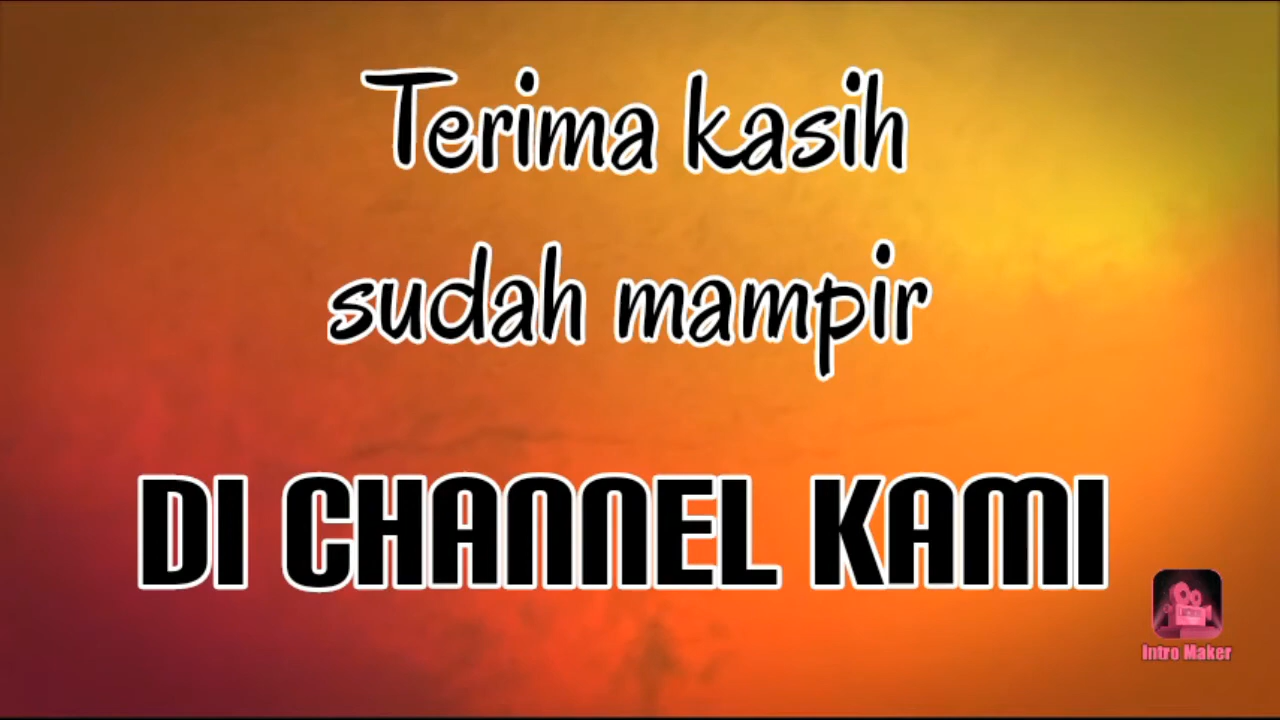 Terima kasih
sudah mampir
DI CHANNEL KAMI
Intro Maker